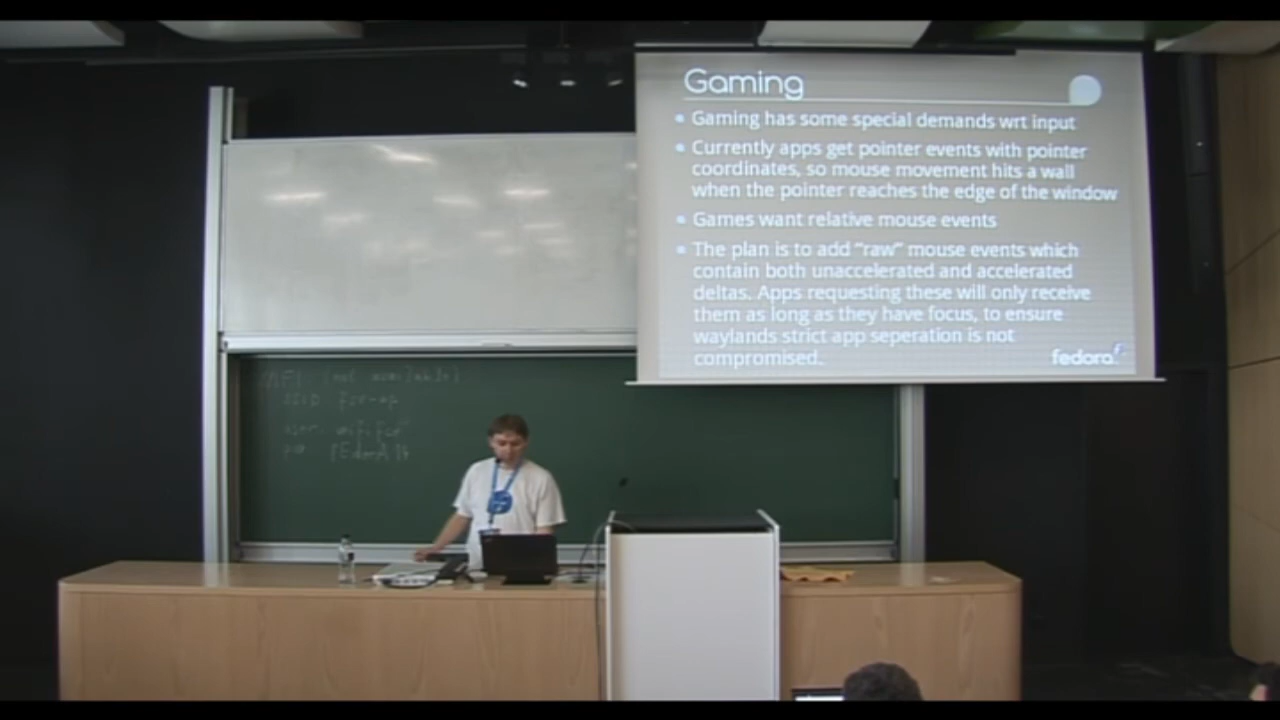 Gaming
Gaming has some special demands wrt input
Currently apps get pointer events with pointer
coordinates, so mouse movement hits a wall
when the pointer reaches the edge of the window
Games want relative mouse events
The plan is to add “raw” mouse events which
contain both unaccelerated and accelerated
deltas. Apps requesting these will only receive
them as long as they have focus, to ensure
waylands strict app seperation is not
compromised.
fedora